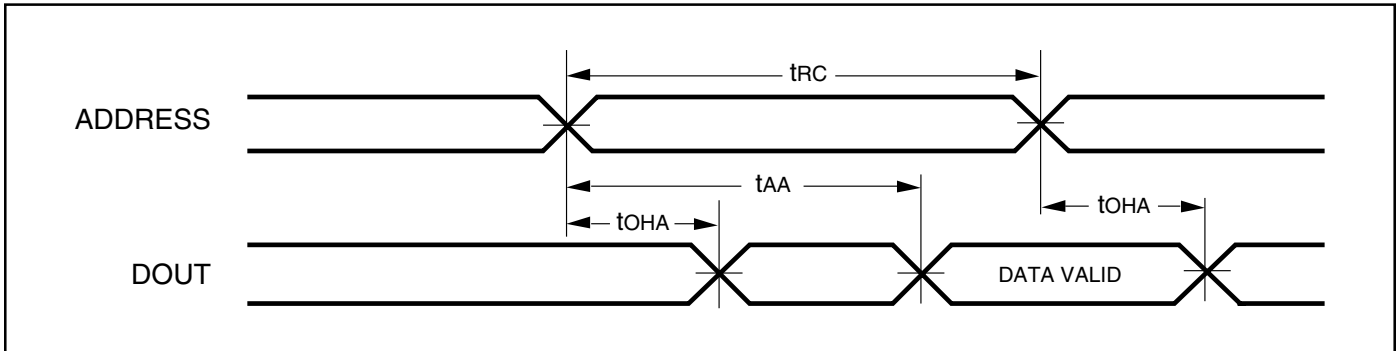 tRC
ADDRESS
tAA
tOHA
tOHA
DOUT
DATA VALID